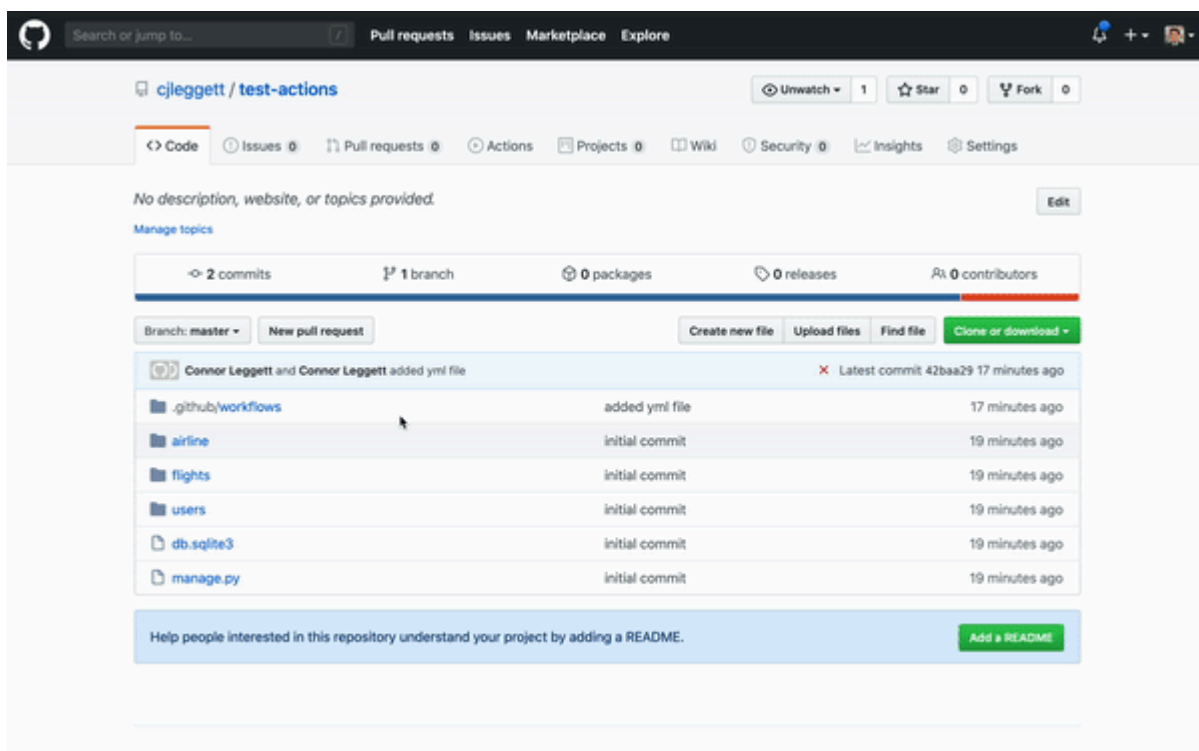 Search or jump to... / Pull requests Issues Marketplace Explore
cjleggett / test-actions Unwatch 1 Star 0 Fork 0
Code Issues 0 Pull requests 0 Actions Projects 0 Wiki Security 0 Insights Settings
No description, website, or topics provided. Edit
Manage topics
2 commits 1 branch 0 packages 0 releases 0 contributors
Branch: master New pull request Create new file Upload files Find file Clone or download
Connor Leggett and Connor Leggett added yml file Latest commit 42baa29 17 minutes ago
.github/workflows added yml file 17 minutes ago
airline initial commit 19 minutes ago
flights initial commit 19 minutes ago
users initial commit 19 minutes ago
db.sqlite3 initial commit 19 minutes ago
manage.py initial commit 19 minutes ago
Help people interested in this repository understand your project by adding a README. Add a README